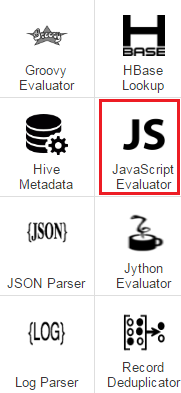 Groovy
Groovy
Evaluator
H
BASE
HBase
Lookup
Hive
Metadata
JS
JavaScript
Evaluator
{JSON}
JSON Parser
Jython
Evaluator
{LOG}
Log Parser
Record
Deduplicator